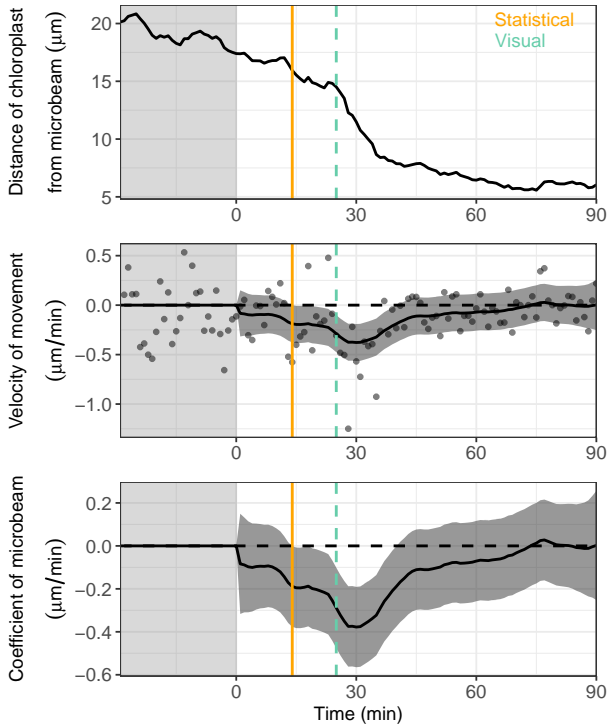 Distance of chloroplast
from microbeam (μm)
20
15
10
5
Statistical
Visual
0
30
60
90
Velocity of movement
(μm/min)
0.5
0.0
−0.5
−1.0
0
30
60
90
Coefficient of microbeam
(μm/min)
0.2
0.0
−0.2
−0.4
−0.6
0
30
60
90
Time (min)